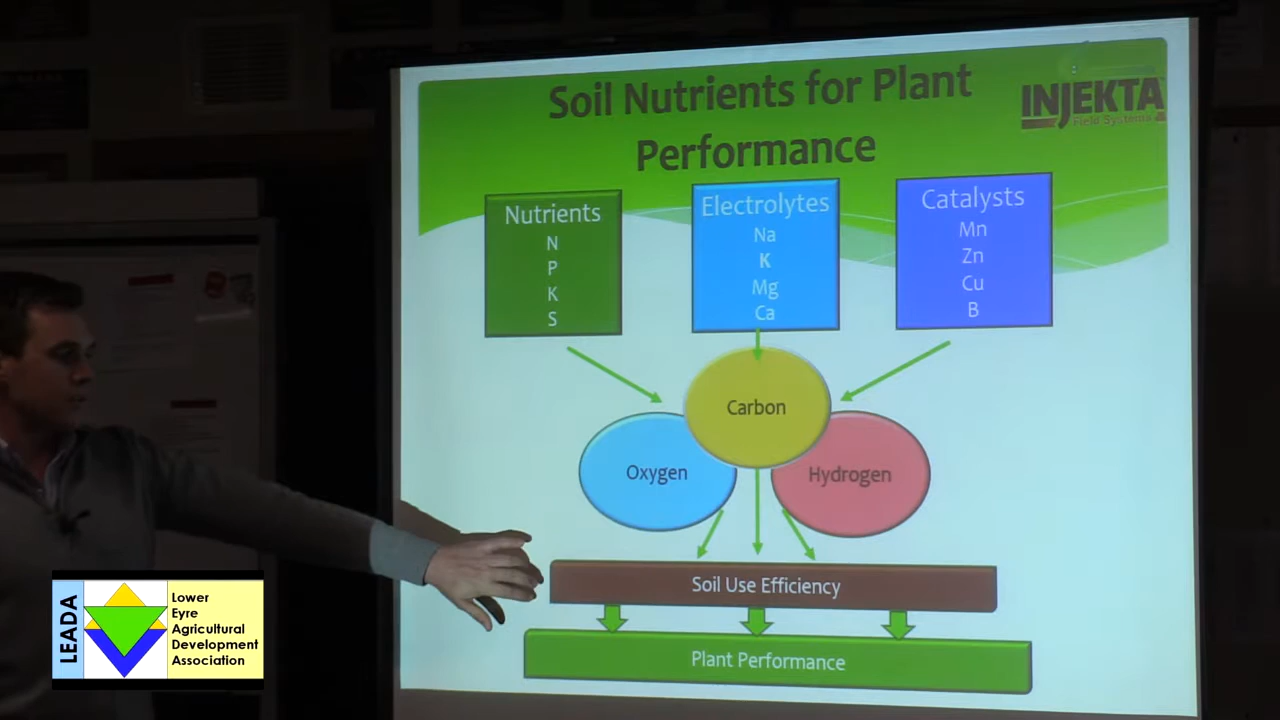 Soil Nutrients for Plant
Performance
INJEKTA
Field Systems
Nutrients
N
P
K
S
Electrolytes
Na
K
Mg
Ca
Catalysts
Mn
Zn
Cu
B
Carbon
Oxygen
Hydrogen
Soil Use Efficiency
Plant Performance
LEADA
Lower
Eyre
Agricultural
Development
Association